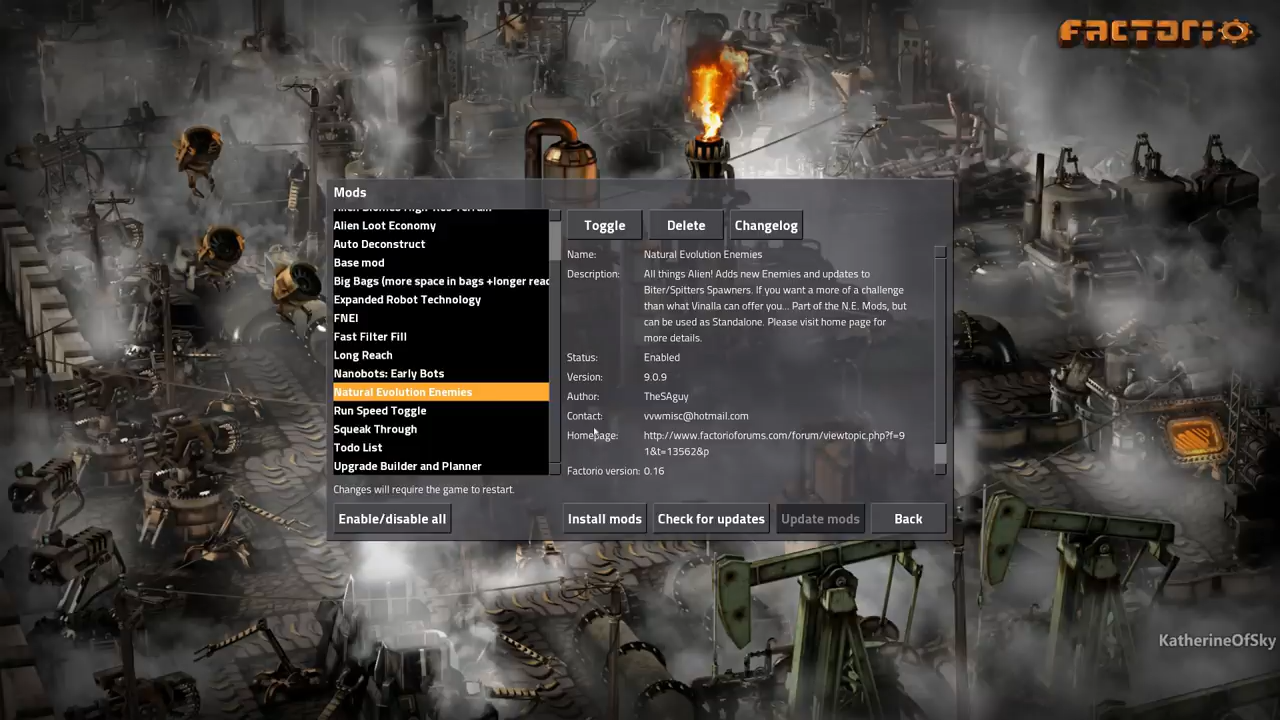 FACTORIO
Mods
Alien Biomes High-Res Terrain
Alien Loot Economy
Auto Deconstruct
Base mod
Big Bags (more space in bags +longer reac
Expanded Robot Technology
FNEI
Fast Filter Fill
Long Reach
Nanobots: Early Bots
Natural Evolution Enemies
Run Speed Toggle
Squeak Through
Todo List
Upgrade Builder and Planner
Changes will require the game to restart.
Enable/disable all
Toggle Delete Changelog
Name: Natural Evolution Enemies
Description: All things Alien! Adds new Enemies and updates to
Biter/Spitters Spawners. If you want a more of a challenge
than what Vinalla can offer you... Part of the N.E. Mods, but
can be used as Standalone. Please visit home page for
more details.
Status: Enabled
Version: 9.0.9
Author: TheSAguy
Contact: vvwmisc@hotmail.com
Homepage: http://www.factorioforums.com/forum/viewtopic.php?f=9
1&t=13562&p
Factorio version: 0.16
Install mods Check for updates Update mods Back
KatherineOfSky